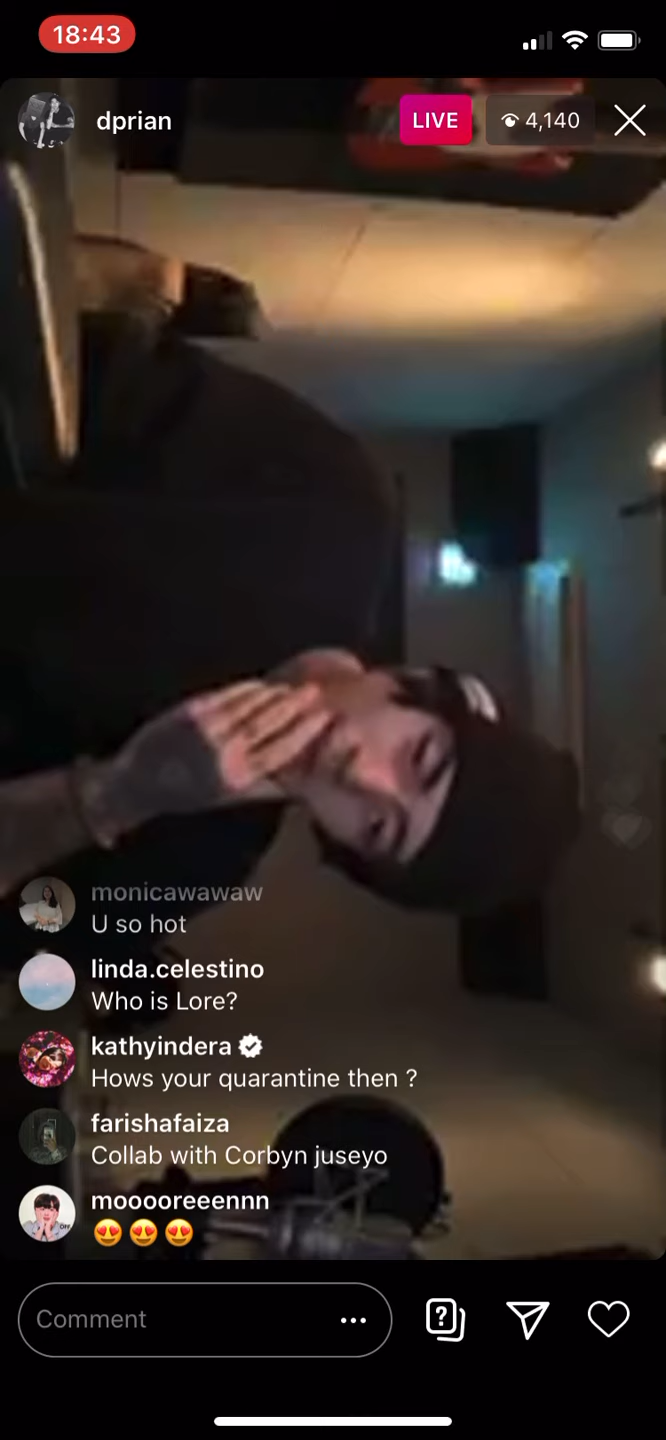 18:43
dprian
LIVE
4,140
monicawawaw
U so hot
linda.celestino
Who is Lore?
kathyindera
Hows your quarantine then ?
farishafaiza
Collab with Corbyn juseyo
mooooreeennn
😍 😍 😍
Comment